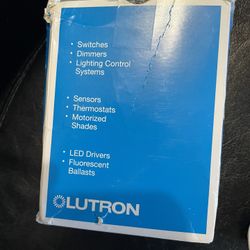 • Switches
• Dimmers
• Lighting Control
Systems
• Sensors
• Thermostats
• Motorized
Shades
• LED Drivers
• Fluorescent
Ballasts
LUTRON